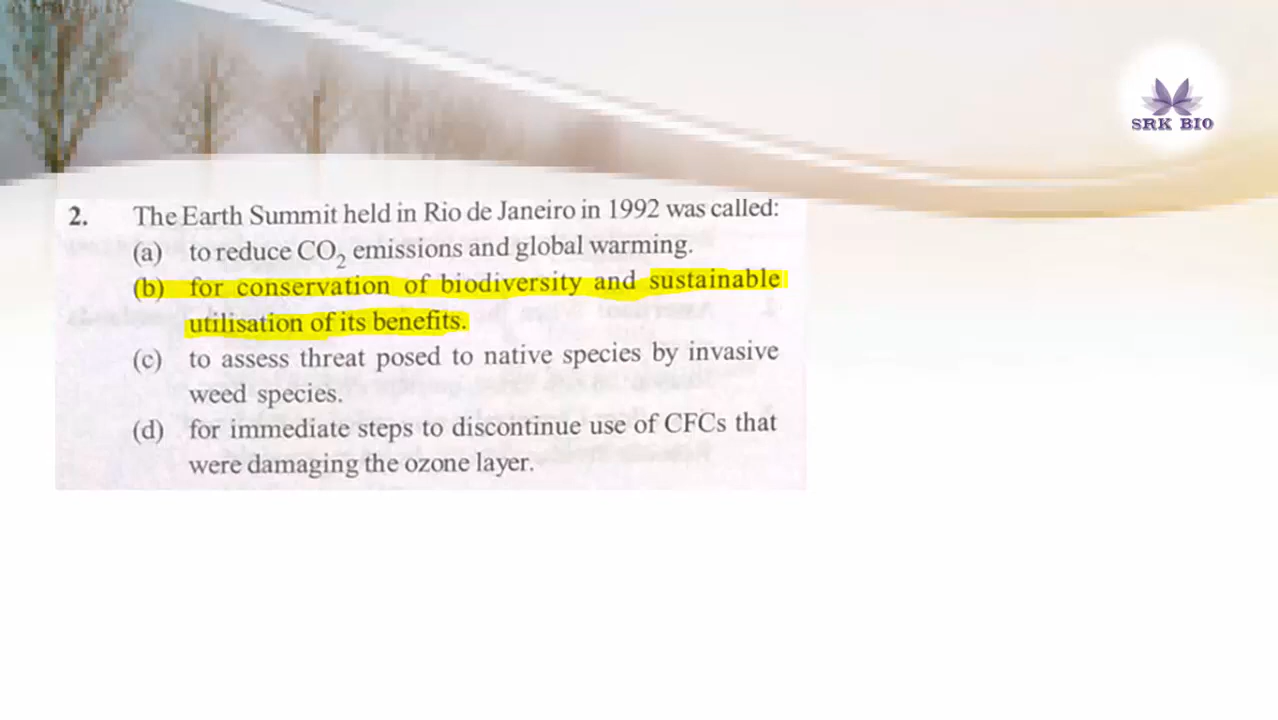 SRK BIO
2. The Earth Summit held in Rio de Janeiro in 1992 was called:
(a) to reduce CO₂ emissions and global warming.
(b) for conservation of biodiversity and sustainable
utilisation of its benefits.
(c) to assess threat posed to native species by invasive
weed species.
(d) for immediate steps to discontinue use of CFCs that
were damaging the ozone layer.